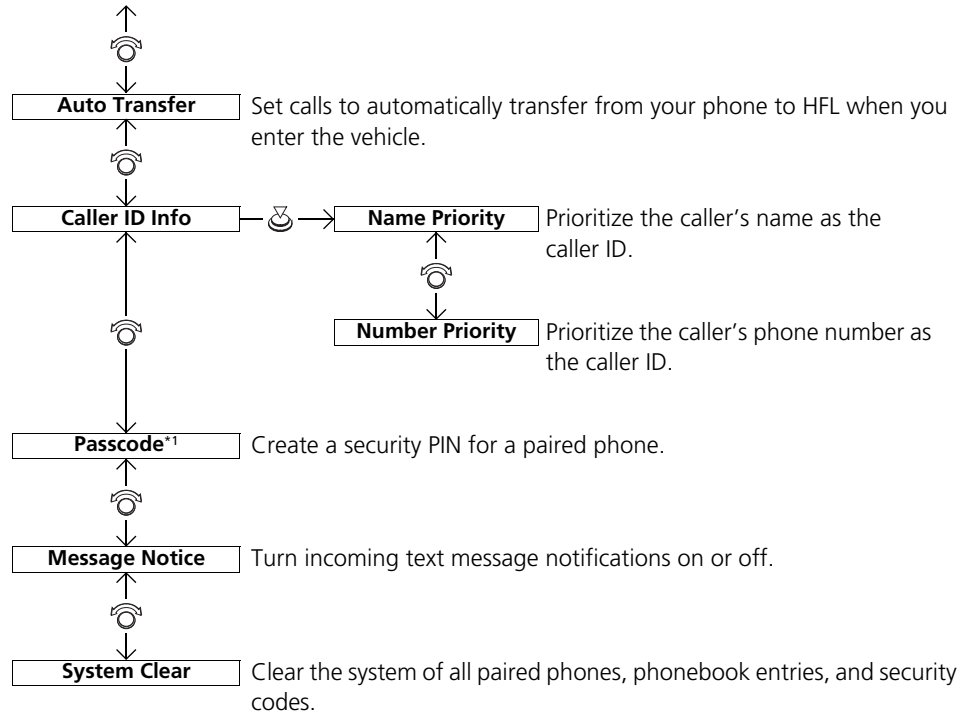 Auto Transfer
Set calls to automatically transfer from your phone to HFL when you
enter the vehicle.
Caller ID Info
Name Priority
Prioritize the caller’s name as the
caller ID.
Number Priority
Prioritize the caller’s phone number as
the caller ID.
Passcode*1
Create a security PIN for a paired phone.
Message Notice
Turn incoming text message notifications on or off.
System Clear
Clear the system of all paired phones, phonebook entries, and security
codes.